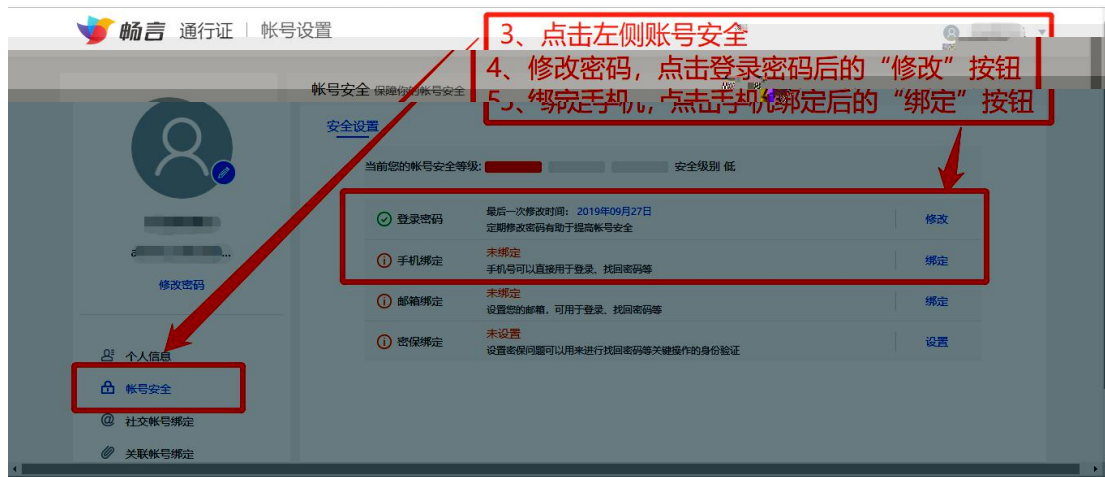 畅言 通行证 | 帐号设置
3、点击左侧账号安全
4、修改密码，点击登录密码后的“修改”按钮
5、绑定手机，点击手机绑定后的“绑定”按钮
帐号安全 保障你的帐号安全
安全设置
当前您的帐号安全等级: 安全级别 低
登录密码
最后一次修改时间: 2019年09月27日
定期修改密码有助于提高帐号安全
修改
手机绑定
未绑定
手机号可以直接用于登录、找回密码等
绑定
邮箱绑定
未绑定
设置您的邮箱，可用于登录、找回密码等
绑定
密保绑定
未设置
设置密保问题可以用来进行找回密码等关键操作的身份验证
设置
修改密码
个人信息
帐号安全
社交帐号绑定
关联帐号绑定